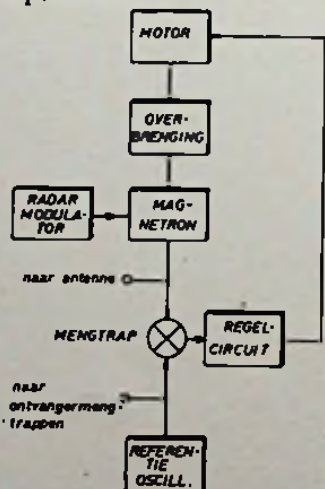 MOTOR
OVER-
BRENGING
RADAR
MODULA-
TOR
MAG-
NETRON
naar antenne
MENGTRAP
REGEL-
CIRCUIT
naar
ontvangermeng-
trappen
REFEREN-
TIE
OSCILL.